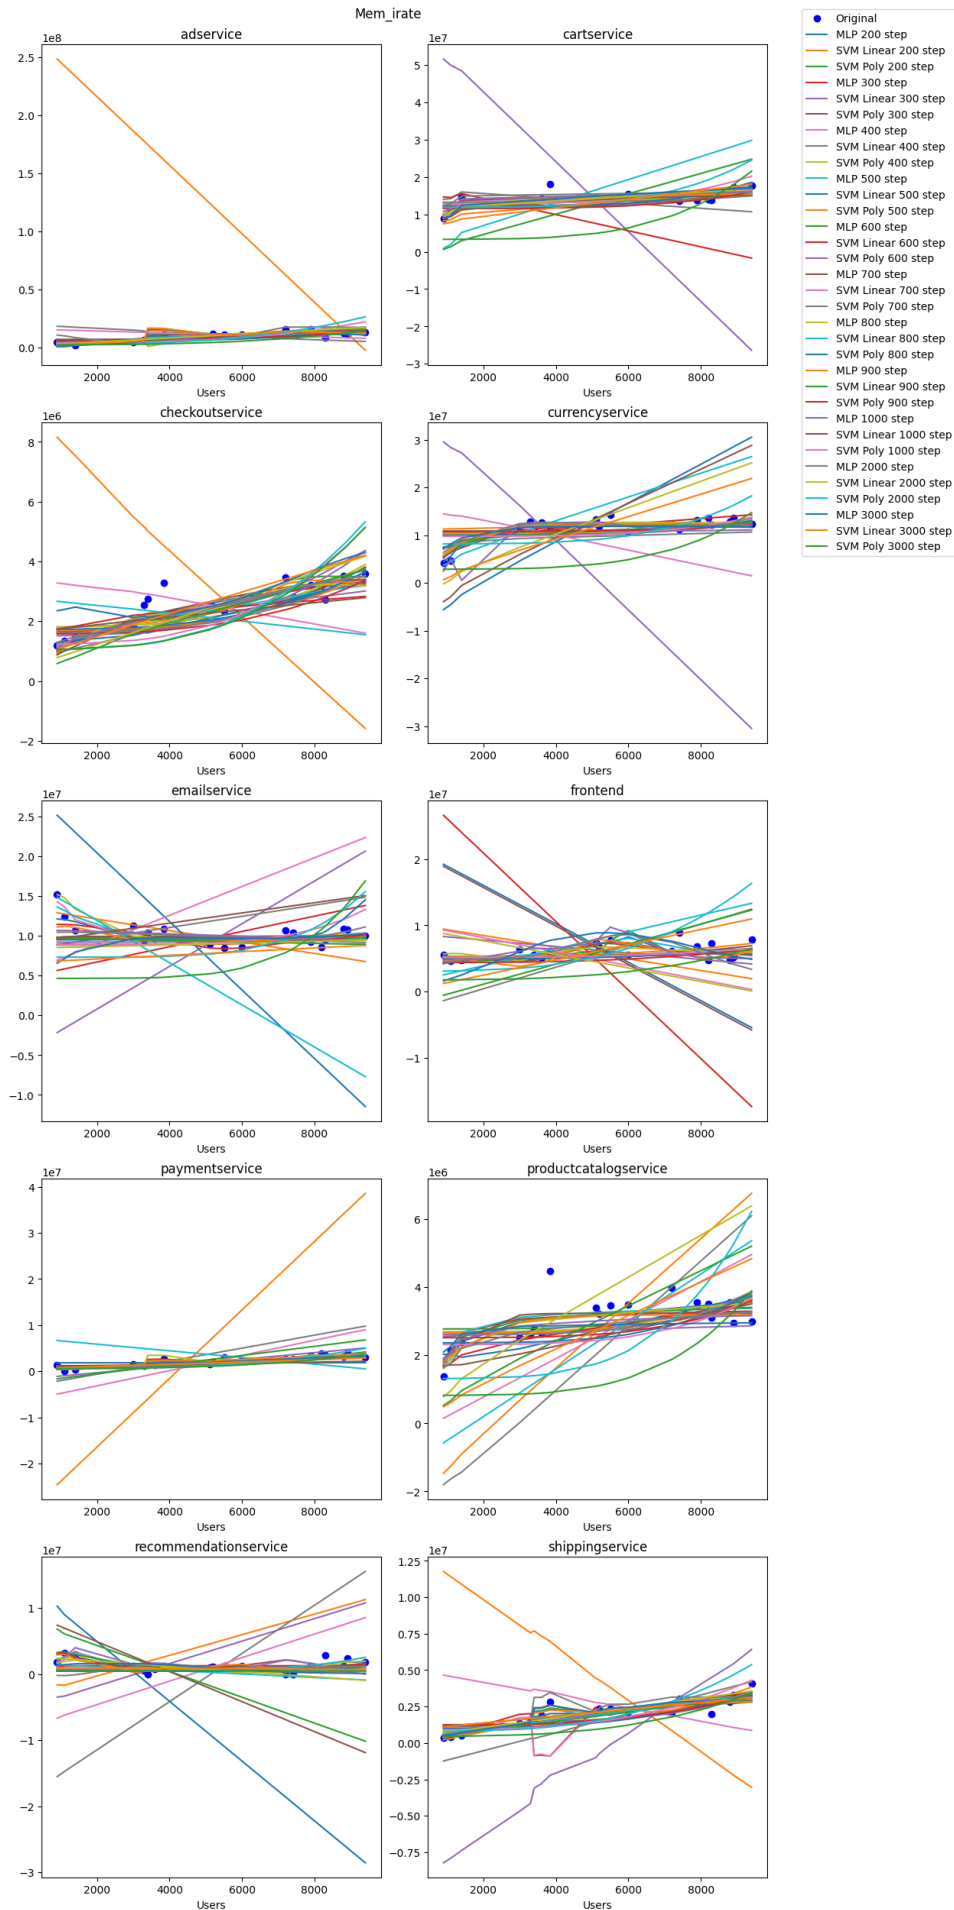 Mem_irate
adservice
1e8
2.5
2.0
1.5
1.0
0.5
0.0
2000 4000 6000 8000
Users
cartservice
1e7
5
4
3
2
1
0
−1
−2
−3
2000 4000 6000 8000
Users
Original
MLP 200 step
SVM Linear 200 step
SVM Poly 200 step
MLP 300 step
SVM Linear 300 step
SVM Poly 300 step
MLP 400 step
SVM Linear 400 step
SVM Poly 400 step
MLP 500 step
SVM Linear 500 step
SVM Poly 500 step
MLP 600 step
SVM Linear 600 step
SVM Poly 600 step
MLP 700 step
SVM Linear 700 step
SVM Poly 700 step
MLP 800 step
SVM Linear 800 step
SVM Poly 800 step
MLP 900 step
SVM Linear 900 step
SVM Poly 900 step
MLP 1000 step
SVM Linear 1000 step
SVM Poly 1000 step
MLP 2000 step
SVM Linear 2000 step
SVM Poly 2000 step
MLP 3000 step
SVM Linear 3000 step
SVM Poly 3000 step
checkoutservice
1e6
8
6
4
2
0
−2
2000 4000 6000 8000
Users
currencyservice
1e7
3
2
1
0
−1
−2
−3
2000 4000 6000 8000
Users
emailservice
1e7
2.5
2.0
1.5
1.0
0.5
0.0
−0.5
−1.0
2000 4000 6000 8000
Users
frontend
1e7
2
1
0
−1
2000 4000 6000 8000
Users
paymentservice
1e7
4
3
2
1
0
−1
−2
2000 4000 6000 8000
Users
productcatalogservice
1e6
6
4
2
0
−2
2000 4000 6000 8000
Users
recommendationservice
1e7
1
0
−1
−2
−3
2000 4000 6000 8000
Users
shippingservice
1e7
1.25
1.00
0.75
0.50
0.25
0.00
−0.25
−0.50
−0.75
2000 4000 6000 8000
Users